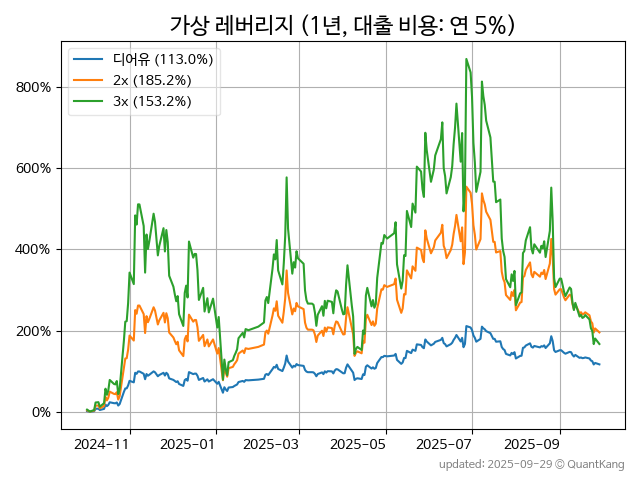 가상 레버리지 (1년, 대출 비용: 연 5%)
디어유 (113.0%)
2x (185.2%)
3x (153.2%)
800%
600%
400%
200%
0%
2024-11 2025-01 2025-03 2025-05 2025-07 2025-09
updated: 2025-09-29 © QuantKang